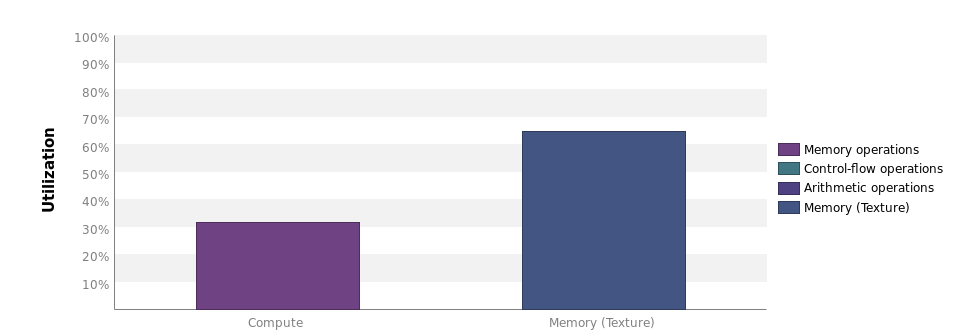 100%
90%
80%
70%
60%
50%
40%
30%
20%
10%
Utilization
Compute
Memory (Texture)
Memory operations
Control-flow operations
Arithmetic operations
Memory (Texture)